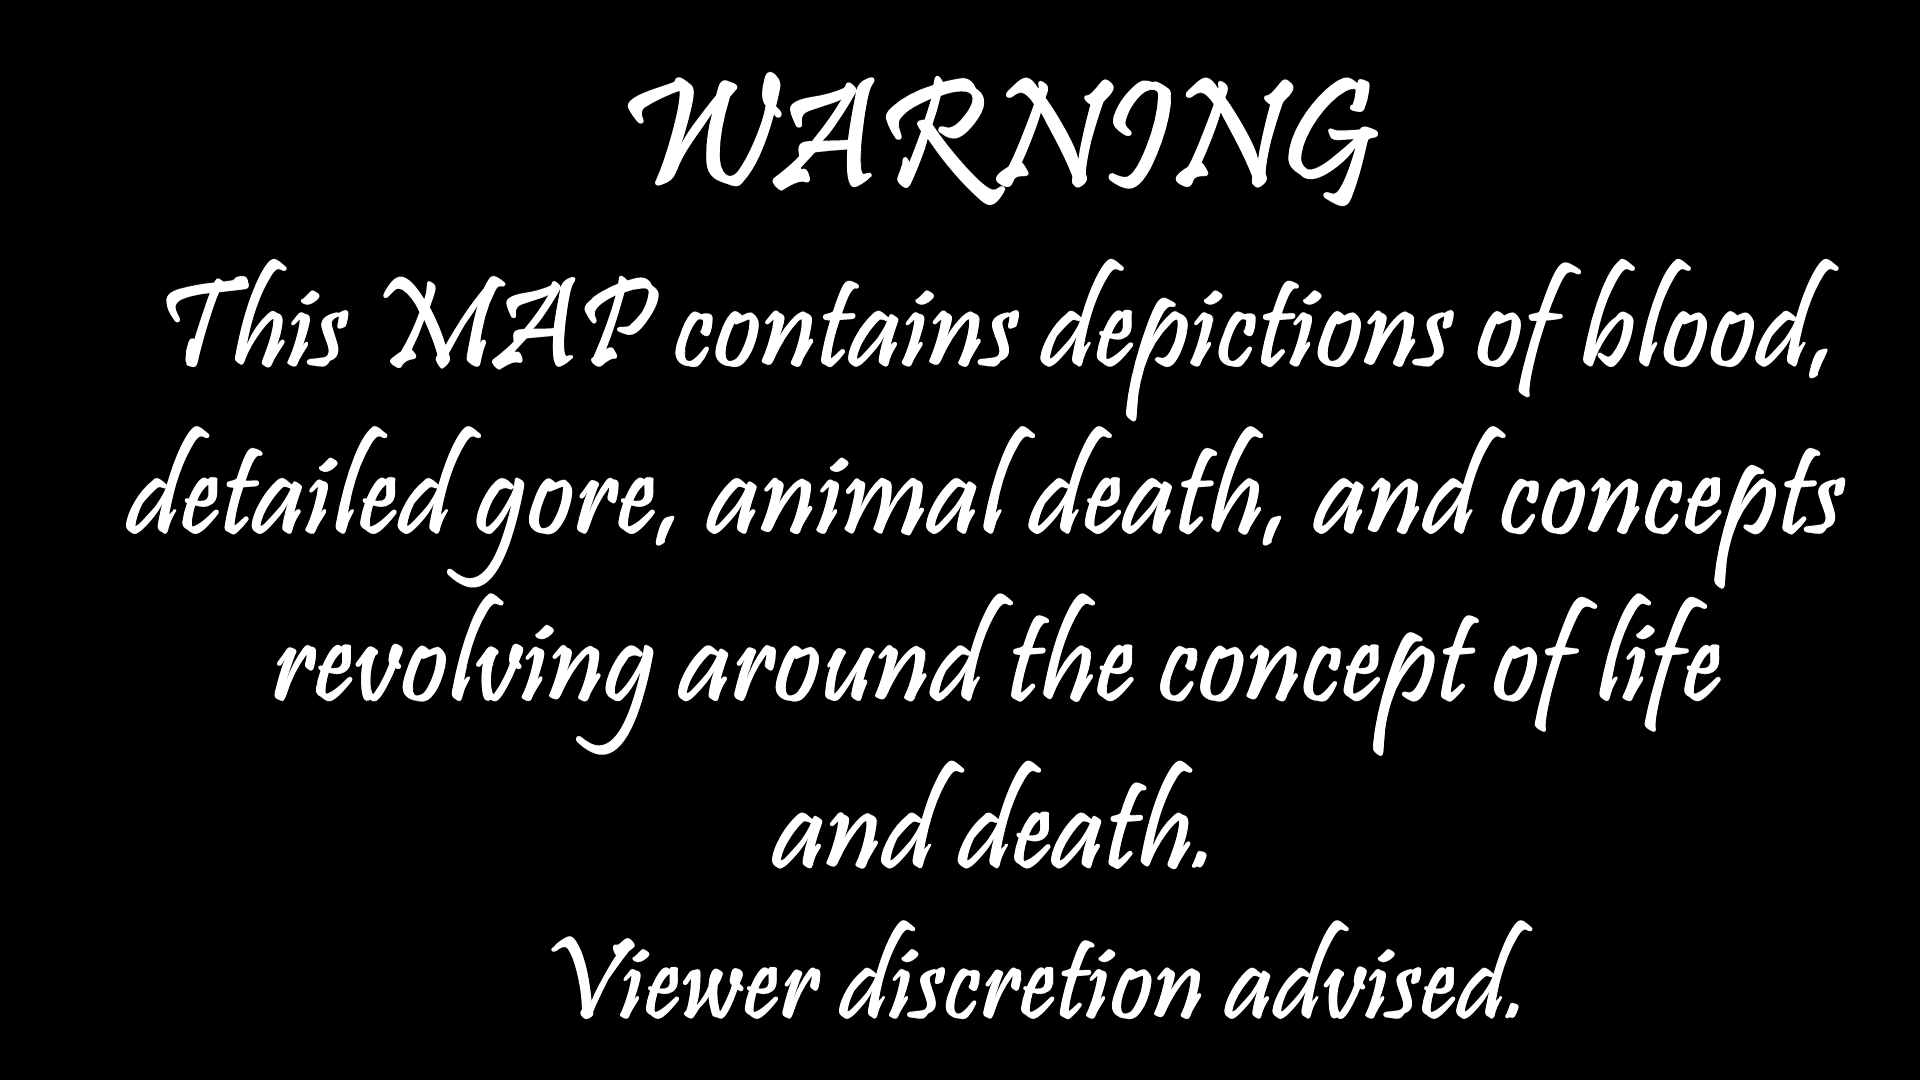 WARNING
This MAP contains depictions of blood,
detailed gore, animal death, and concepts
revolving around the concept of life
and death.
Viewer discretion advised.